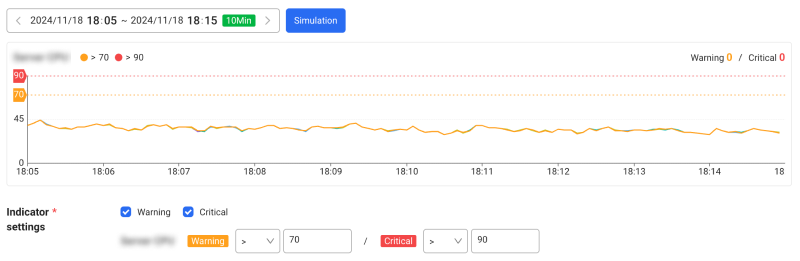 2024/11/18 18:05 ~ 2024/11/18 18:15 10Min Simulation
> 70 > 90 Warning 0 / Critical 0
90
70
45
0
18:05 18:06 18:07 18:08 18:09 18:10 18:11 18:12 18:13 18:14 18
Indicator * Warning Critical
settings
Warning > 70 / Critical > 90